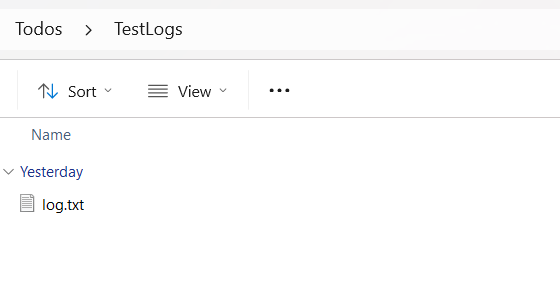 Todos > TestLogs
Sort View •••
Name
Yesterday
log.txt